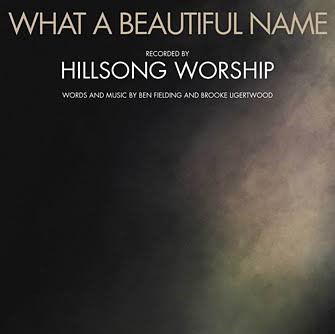 WHAT A BEAUTIFUL NAME
RECORDED BY
HILLSONG WORSHIP
WORDS AND MUSIC BY BEN FIELDING AND BROOKE LIGERTWOOD